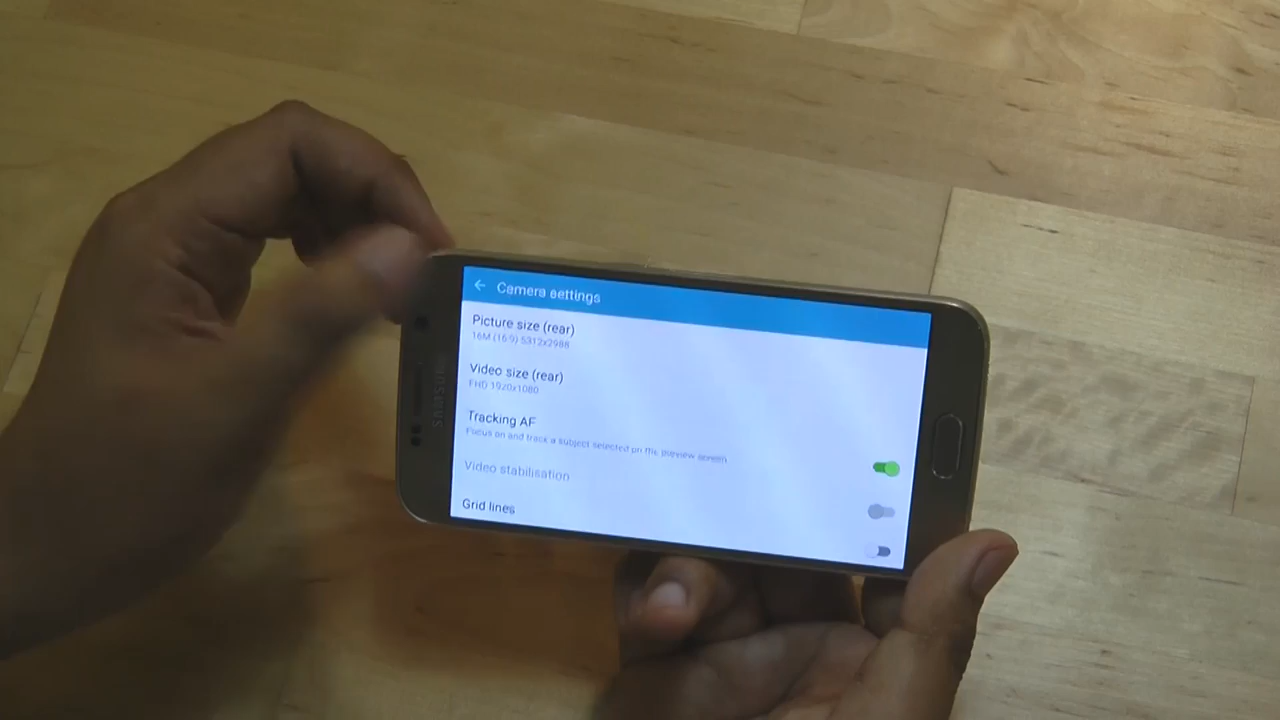 Camera settings
Picture size (rear)
16M (16:9) 5312x2988
Video size (rear)
FHD 1920x1080
Tracking AF
Focus on and track a subject selected on the preview screen.
Video stabilisation
Grid lines
SAMSUNG